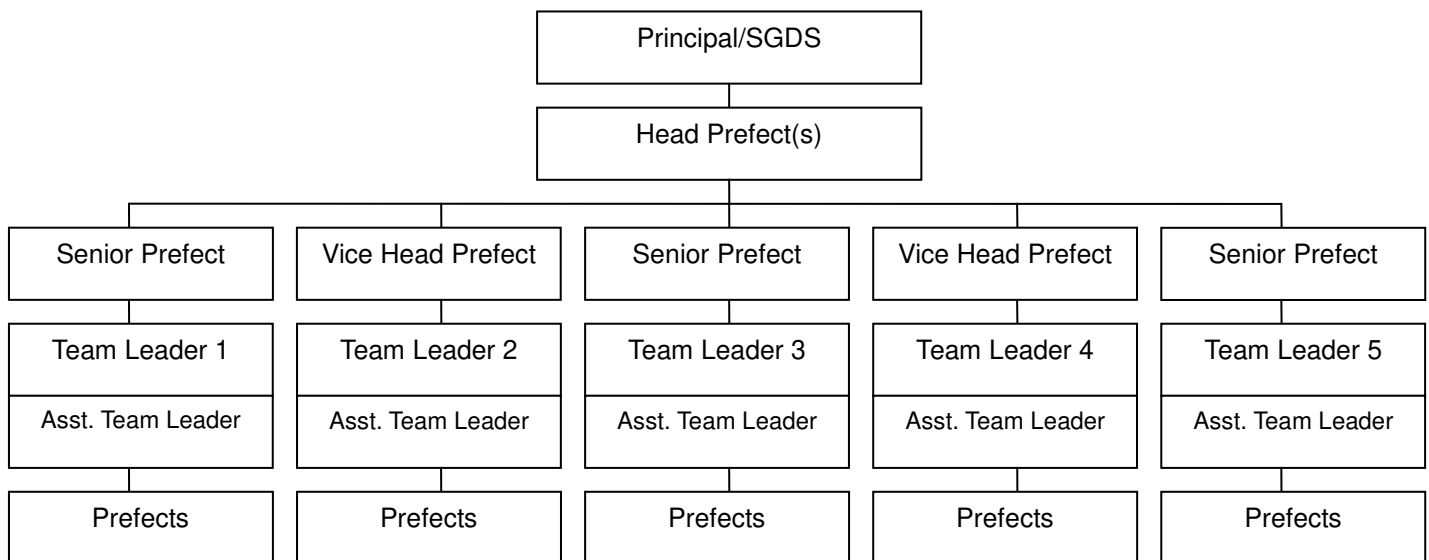 Principal/SGDS
Head Prefect(s)
Senior Prefect
Vice Head Prefect
Senior Prefect
Vice Head Prefect
Senior Prefect
Team Leader 1
Team Leader 2
Team Leader 3
Team Leader 4
Team Leader 5
Asst. Team Leader
Asst. Team Leader
Asst. Team Leader
Asst. Team Leader
Asst. Team Leader
Prefects
Prefects
Prefects
Prefects
Prefects